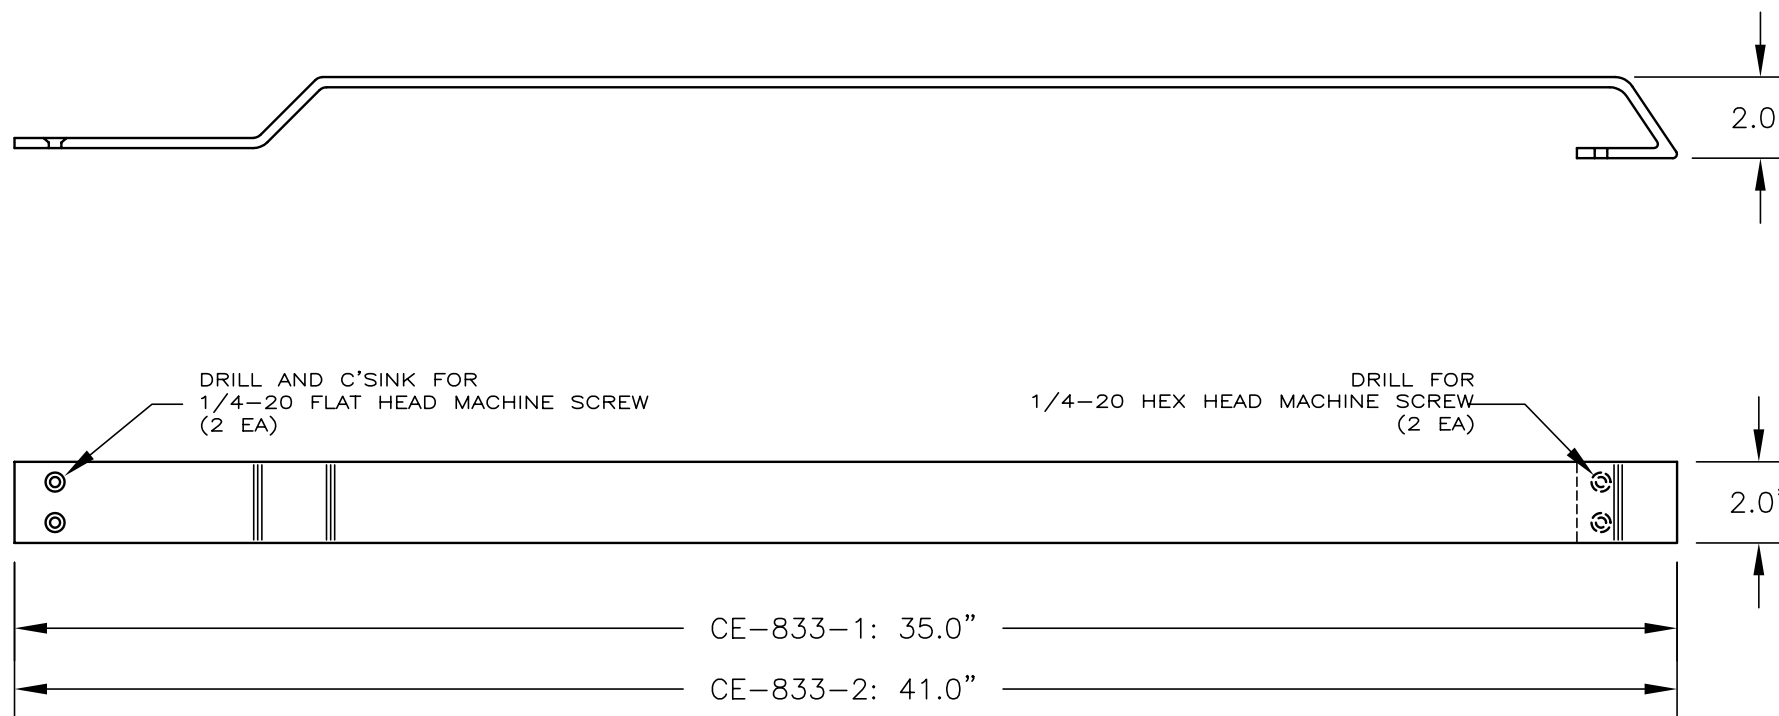 2.0
DRILL AND C'SINK FOR
1/4-20 FLAT HEAD MACHINE SCREW
(2 EA)
DRILL FOR
1/4-20 HEX HEAD MACHINE SCREW
(2 EA)
2.0"
CE-833-1: 35.0"
CE-833-2: 41.0"